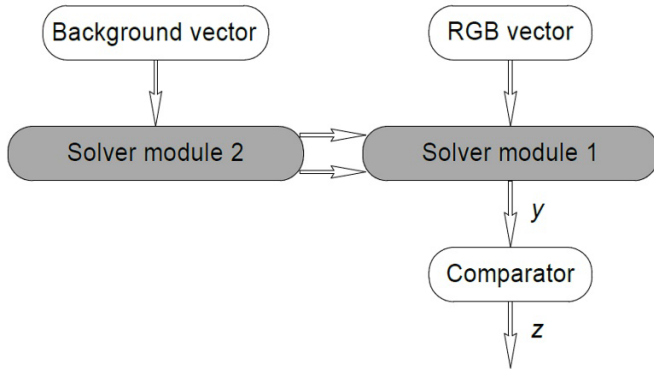 Background vector
RGB vector
Solver module 2
Solver module 1
y
Comparator
z